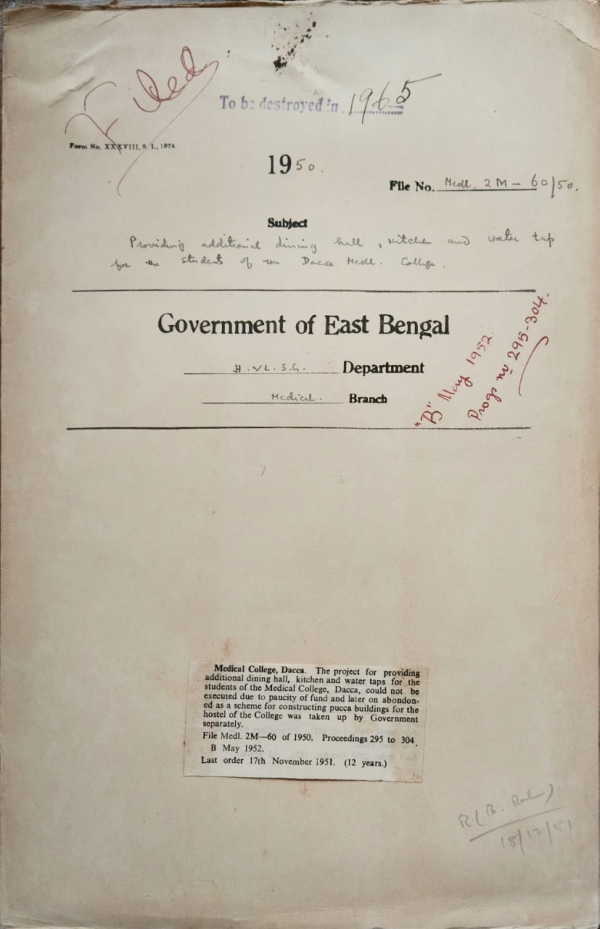 Filed
To be destroyed in 1965
Form No. XXXVIII, S. I., 1974.
1950.
File No. Medl. 2M - 60/50.
Subject
Providing additional dining hall, kitchen and water tap
for the students of the Dacca Medl. College.
Government of East Bengal
Department
Medical. Branch
"B" May 1952
Progs no 295-304.
Medical College, Dacca. The project for providing
additional dining hall, kitchen and water taps for the
students of the Medical College, Dacca, could not be
executed due to paucity of fund and later on abondon-
ed as a scheme for constructing pucca buildings for the
hostel of the College was taken up by Government
separately.
File Medl. 2M—60 of 1950. Proceedings 295 to 304
B May 1952.
Last order 17th November 1951. (12 years.)
18/12/51